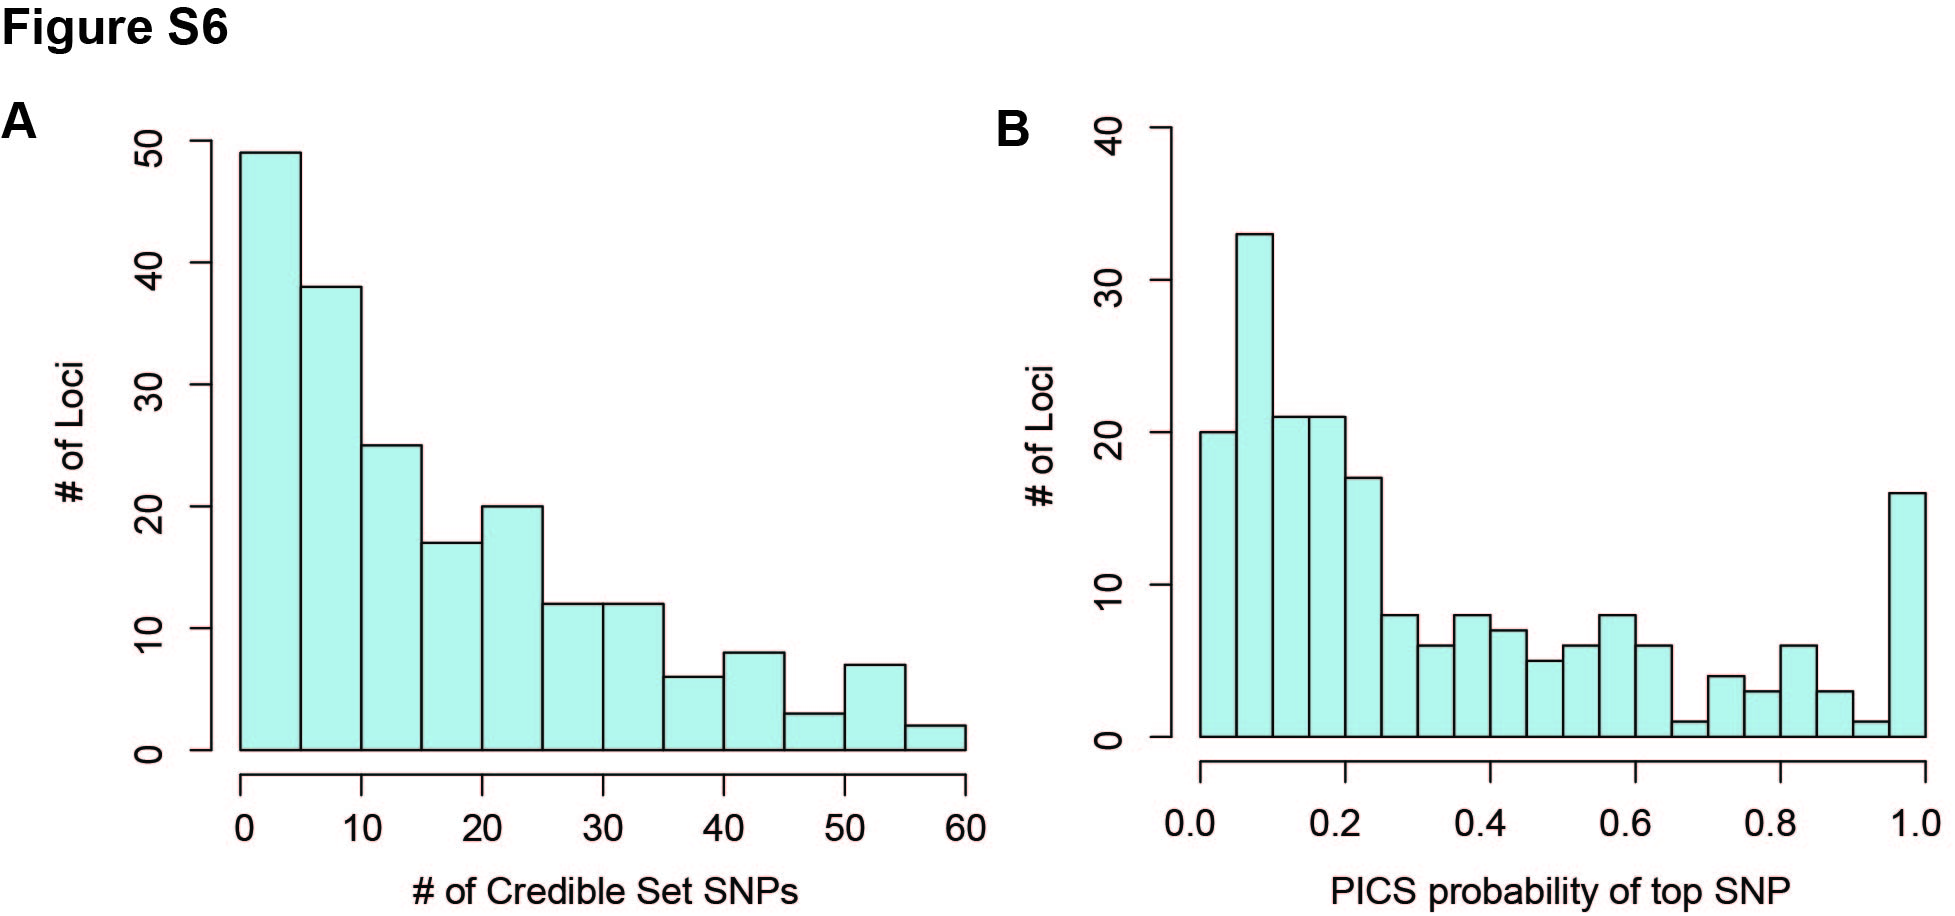 Figure S6
A
50
40
30
20
10
0
# of Loci
0 10 20 30 40 50 60
# of Credible Set SNPs
B
40
30
20
10
0
# of Loci
0.0 0.2 0.4 0.6 0.8 1.0
PICS probability of top SNP